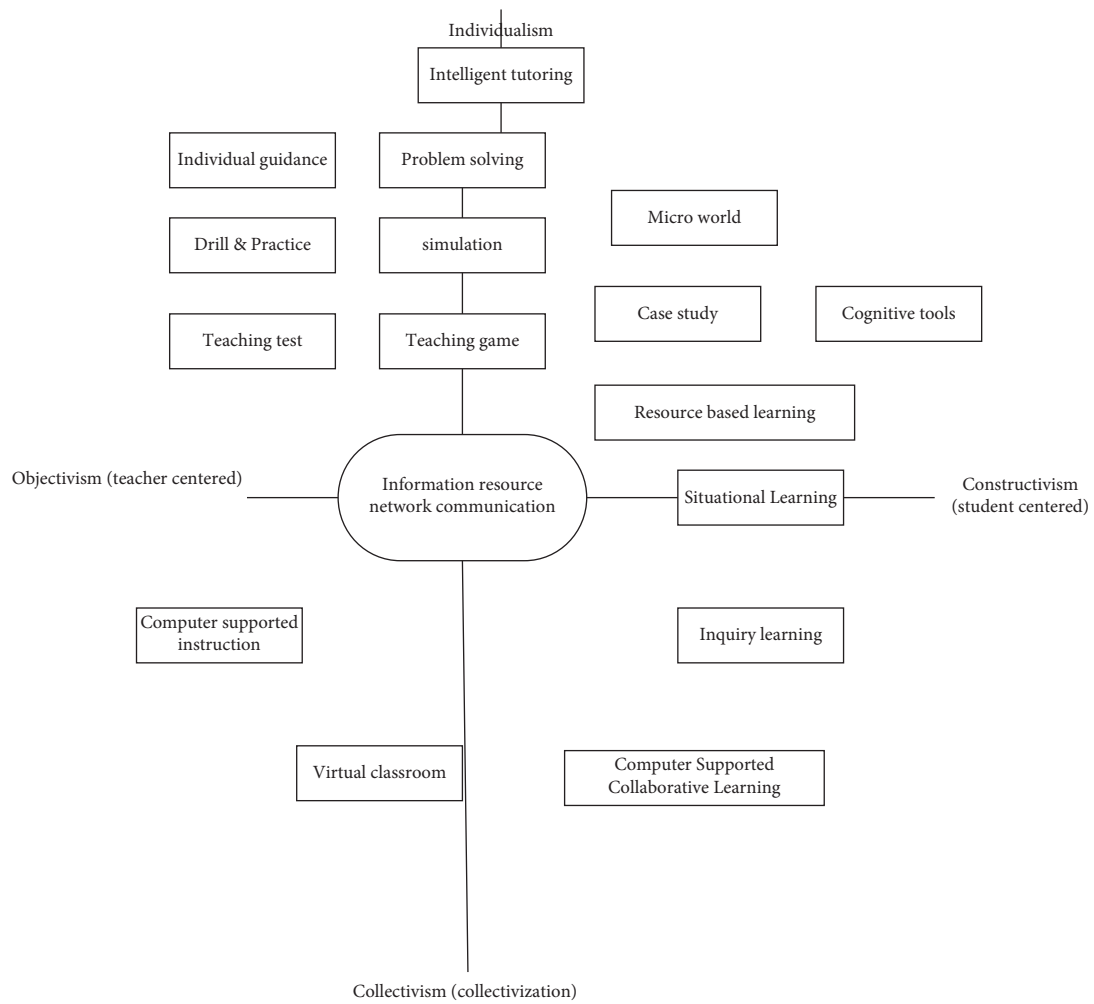 Individualism
Intelligent tutoring
Individual guidance
Problem solving
Micro world
Drill & Practice
simulation
Case study
Cognitive tools
Teaching test
Teaching game
Resource based learning
Objectivism (teacher centered)
Information resource
network communication
Situational Learning
Constructivism
(student centered)
Computer supported
instruction
Inquiry learning
Virtual classroom
Computer Supported
Collaborative Learning
Collectivism (collectivization)